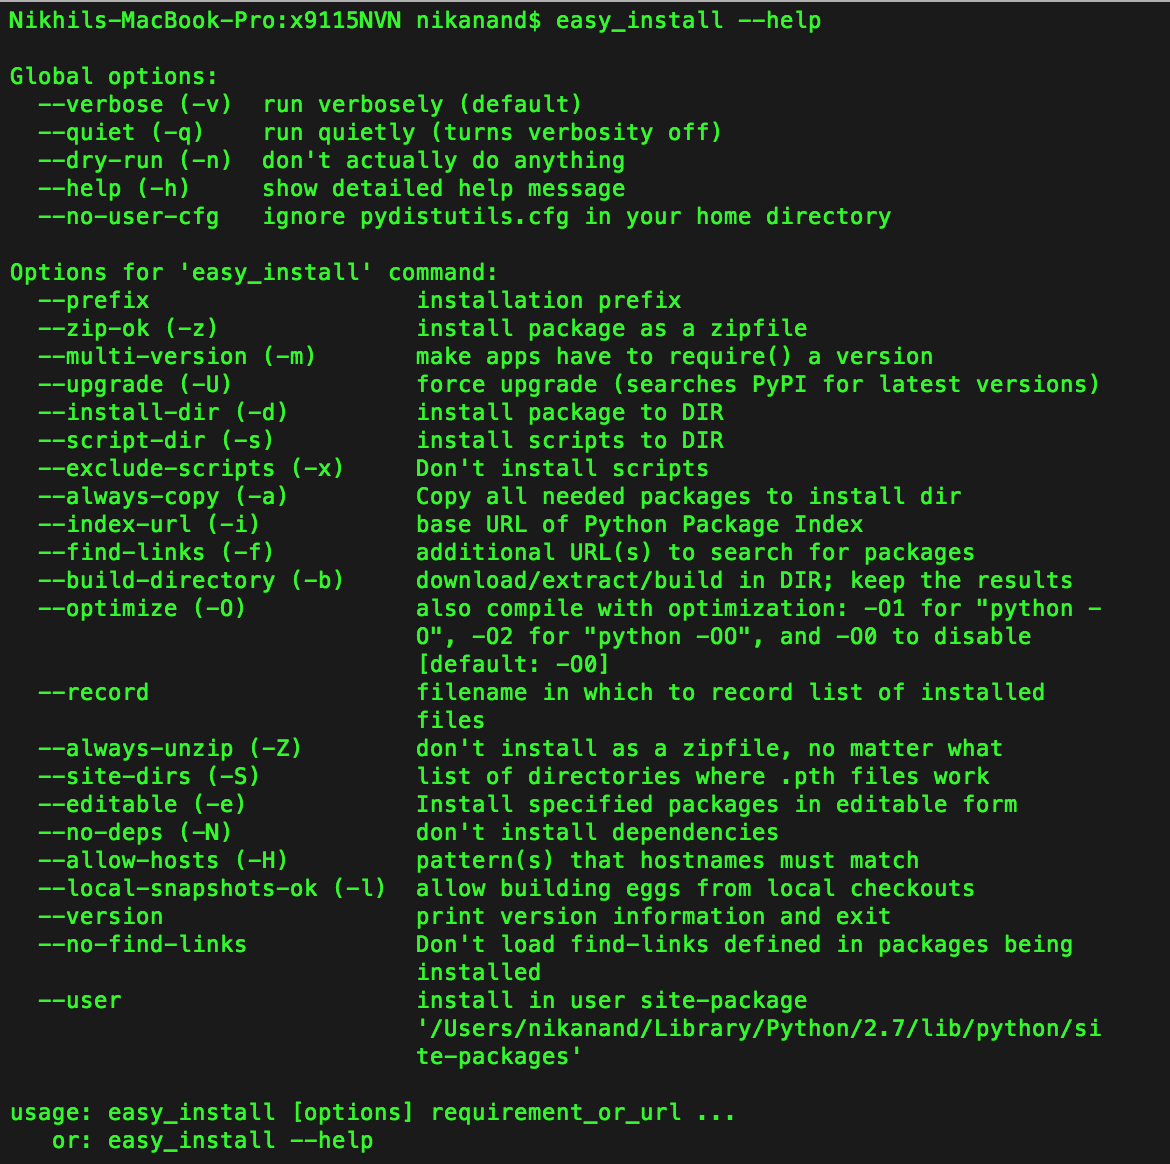 Nikhils-MacBook-Pro:x9115NVN nikanand$ easy_install --help

Global options:
  --verbose (-v)  run verbosely (default)
  --quiet (-q)    run quietly (turns verbosity off)
  --dry-run (-n)  don't actually do anything
  --help (-h)     show detailed help message
  --no-user-cfg   ignore pydistutils.cfg in your home directory

Options for 'easy_install' command:
  --prefix                   installation prefix
  --zip-ok (-z)              install package as a zipfile
  --multi-version (-m)       make apps have to require() a version
  --upgrade (-U)             force upgrade (searches PyPI for latest versions)
  --install-dir (-d)         install package to DIR
  --script-dir (-s)          install scripts to DIR
  --exclude-scripts (-x)     Don't install scripts
  --always-copy (-a)         Copy all needed packages to install dir
  --index-url (-i)           base URL of Python Package Index
  --find-links (-f)          additional URL(s) to search for packages
  --build-directory (-b)     download/extract/build in DIR; keep the results
  --optimize (-O)            also compile with optimization: -O1 for "python -
                             O", -O2 for "python -OO", and -O0 to disable
                             [default: -O0]
  --record                   filename in which to record list of installed
                             files
  --always-unzip (-Z)        don't install as a zipfile, no matter what
  --site-dirs (-S)           list of directories where .pth files work
  --editable (-e)            Install specified packages in editable form
  --no-deps (-N)             don't install dependencies
  --allow-hosts (-H)         pattern(s) that hostnames must match
  --local-snapshots-ok (-l)  allow building eggs from local checkouts
  --version                  print version information and exit
  --no-find-links            Don't load find-links defined in packages being
                             installed
  --user                     install in user site-package
                             '/Users/nikanand/Library/Python/2.7/lib/python/si
                             te-packages'

usage: easy_install [options] requirement_or_url ...
   or: easy_install --help